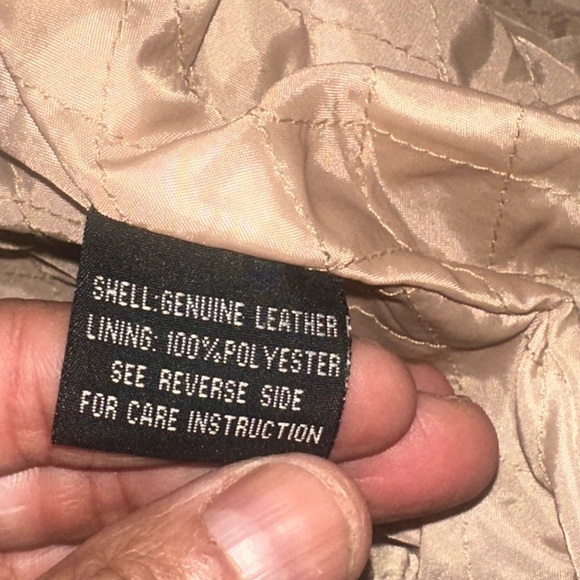 SHELL:GENUINE LEATHER
LINING: 100%POLYESTER
SEE REVERSE SIDE
FOR CARE INSTRUCTION